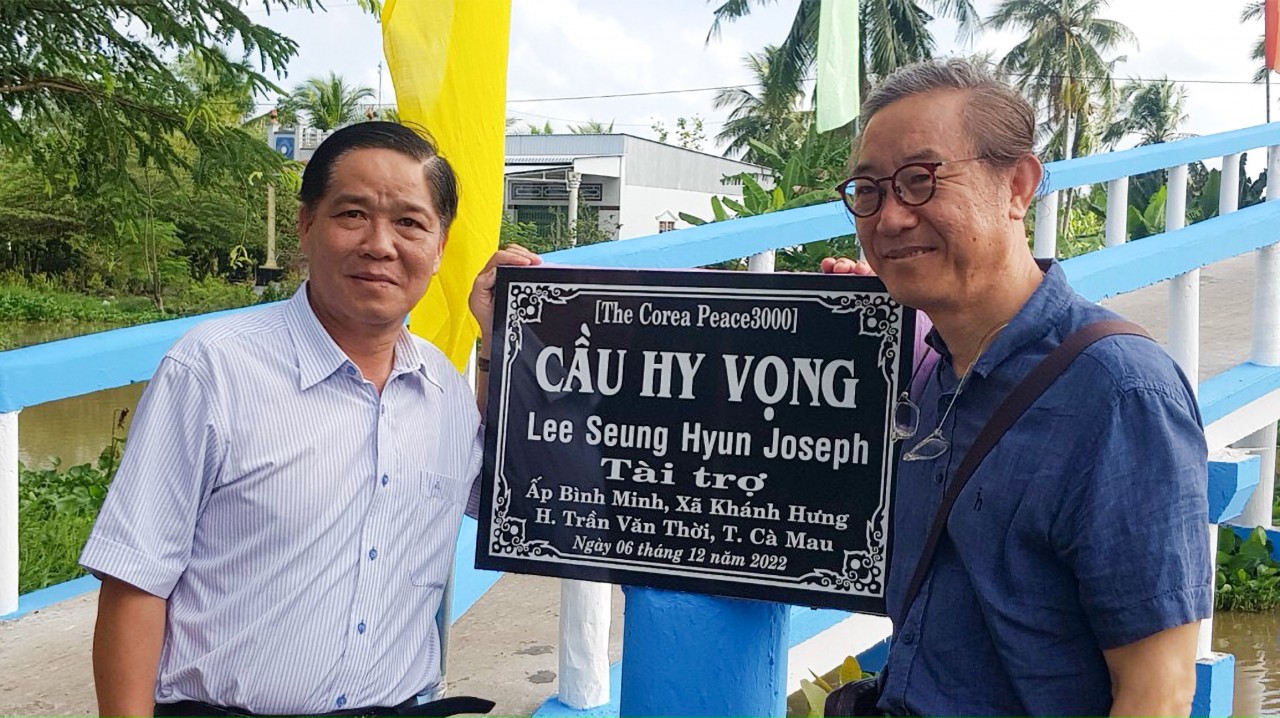 [The Corea Peace3000]
CẦU HY VỌNG
Lee Seung Hyun Joseph
Tài trợ
Ấp Bình Minh, Xã Khánh Hưng
H. Trần Văn Thời, T. Cà Mau
Ngày 06 tháng 12 năm 2022